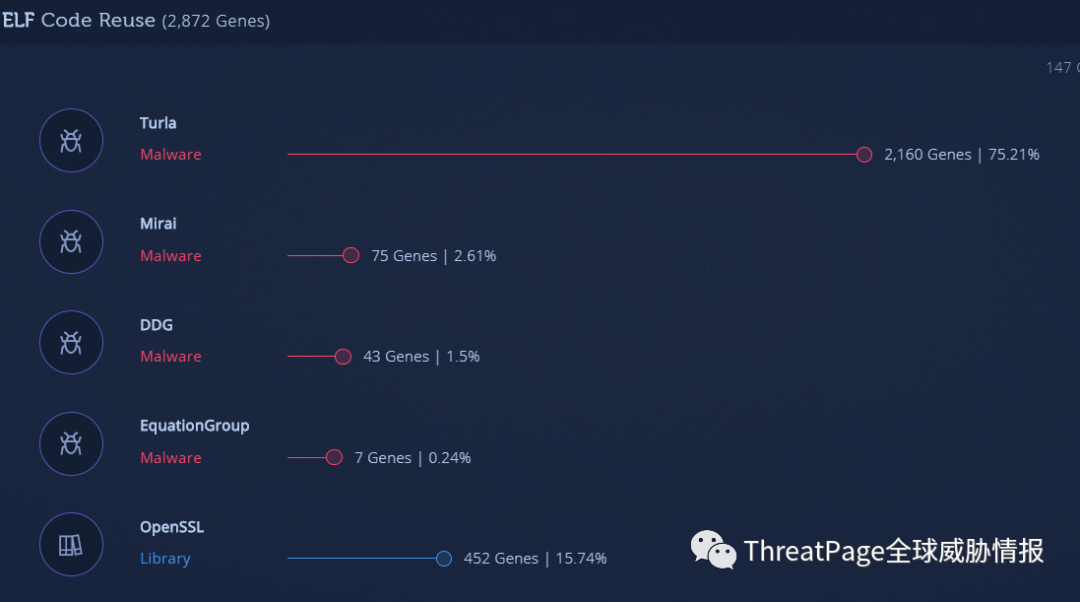 ELF Code Reuse (2,872 Genes)
147
Turla
Malware
2,160 Genes | 75.21%
Mirai
Malware
75 Genes | 2.61%
DDG
Malware
43 Genes | 1.5%
EquationGroup
Malware
7 Genes | 0.24%
OpenSSL
Library
452 Genes | 15.74%
ThreatPage全球威胁情报